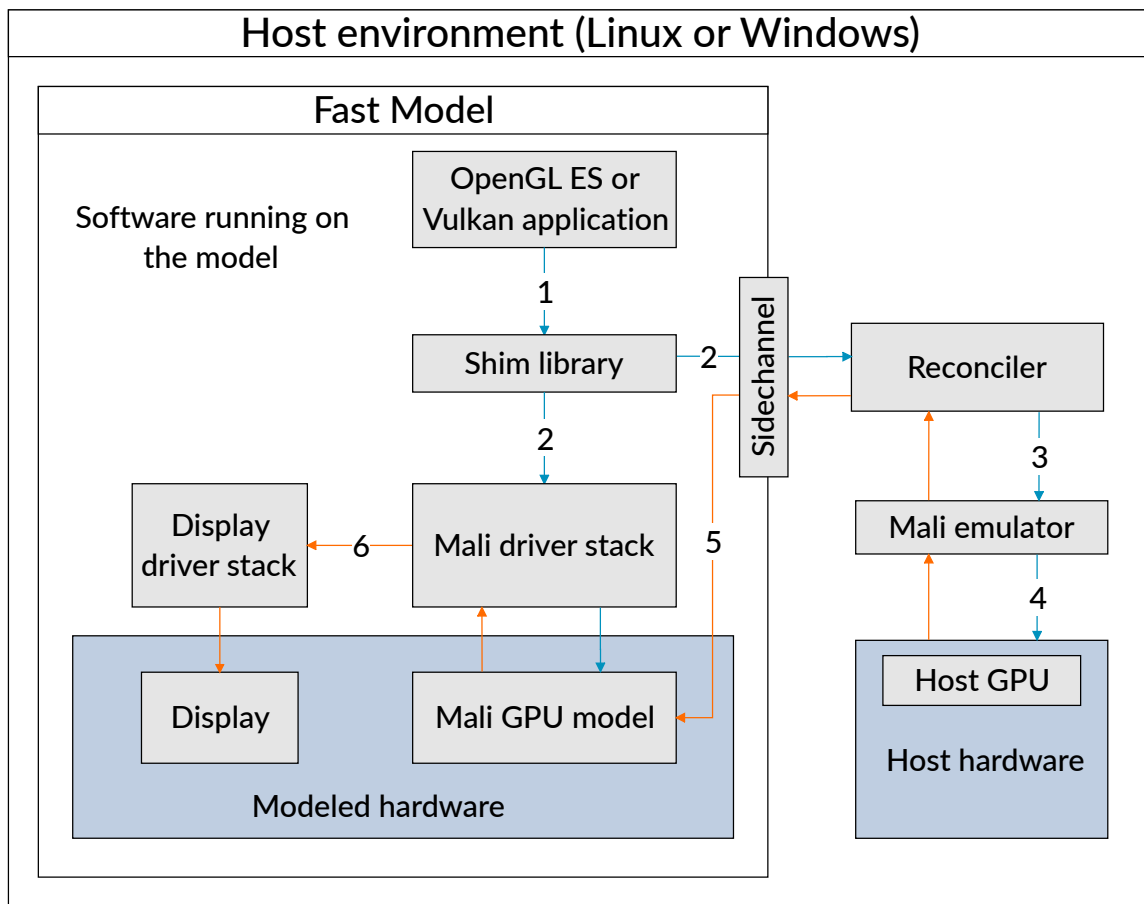 Host environment (Linux or Windows)
Fast Model
OpenGL ES or
Vulkan application
Software running on
the model
1
Shim library
2
Sidechannel
Reconciler
2
3
Display
driver stack
6
Mali driver stack
5
Mali emulator
4
Display
Mali GPU model
Host GPU
Host hardware
Modeled hardware